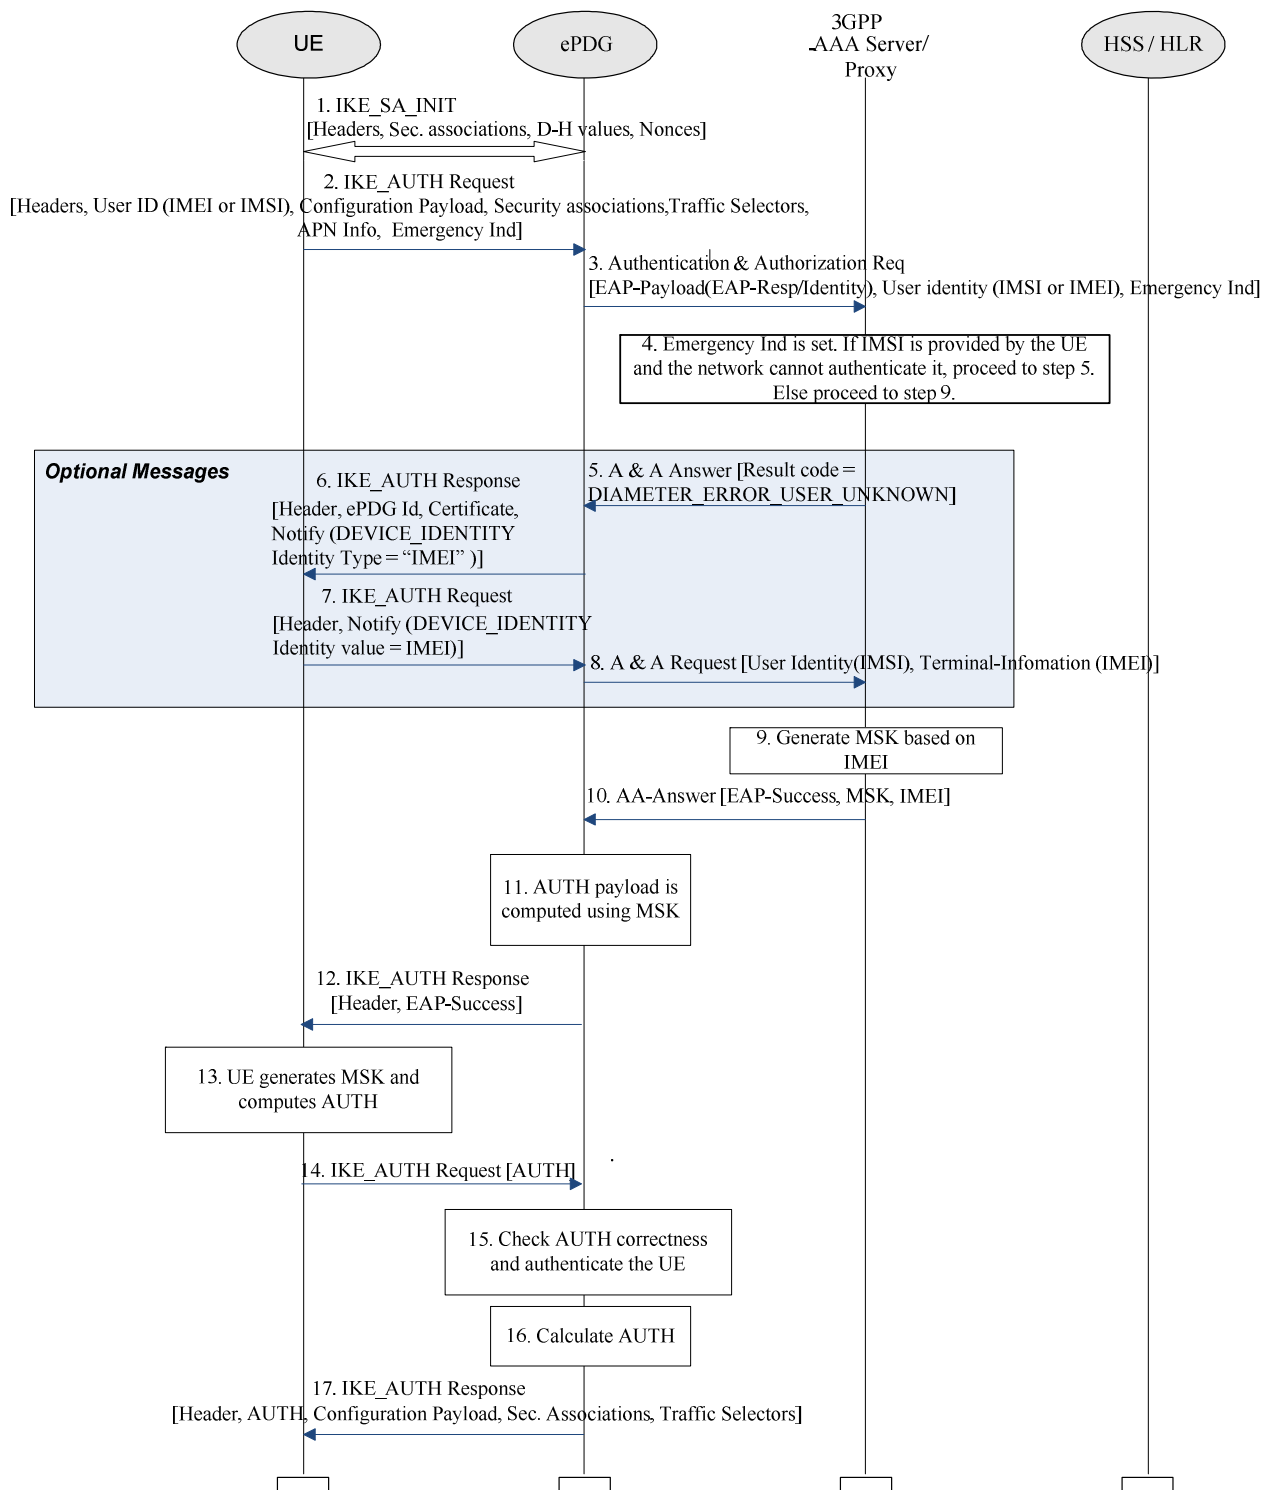 UE
ePDG
3GPP
-AAA Server/
Proxy
HSS / HLR
1. IKE_SA_INIT
[Headers, Sec. associations, D-H values, Nonces]
2. IKE_AUTH Request
[Headers, User ID (IMEI or IMSI), Configuration Payload, Security associations,Traffic Selectors,
APN Info, Emergency Ind]
3. Authentication & Authorization Req
[EAP-Payload(EAP-Resp/Identity), User identity (IMSI or IMEI), Emergency Ind]
4. Emergency Ind is set. If IMSI is provided by the UE
and the network cannot authenticate it, proceed to step 5.
Else proceed to step 9.
Optional Messages
5. A & A Answer [Result code =
DIAMETER_ERROR_USER_UNKNOWN]
6. IKE_AUTH Response
[Header, ePDG Id, Certificate,
Notify (DEVICE_IDENTITY
Identity Type = “IMEI” )]
7. IKE_AUTH Request
[Header, Notify (DEVICE_IDENTITY
Identity value = IMEI)]
8. A & A Request [User Identity(IMSI), Terminal-Infomation (IMEI)]
9. Generate MSK based on
IMEI
10. AA-Answer [EAP-Success, MSK, IMEI]
11. AUTH payload is
computed using MSK
12. IKE_AUTH Response
[Header, EAP-Success]
13. UE generates MSK and
computes AUTH
14. IKE_AUTH Request [AUTH]
.
15. Check AUTH correctness
and authenticate the UE
16. Calculate AUTH
17. IKE_AUTH Response
[Header, AUTH, Configuration Payload, Sec. Associations, Traffic Selectors]